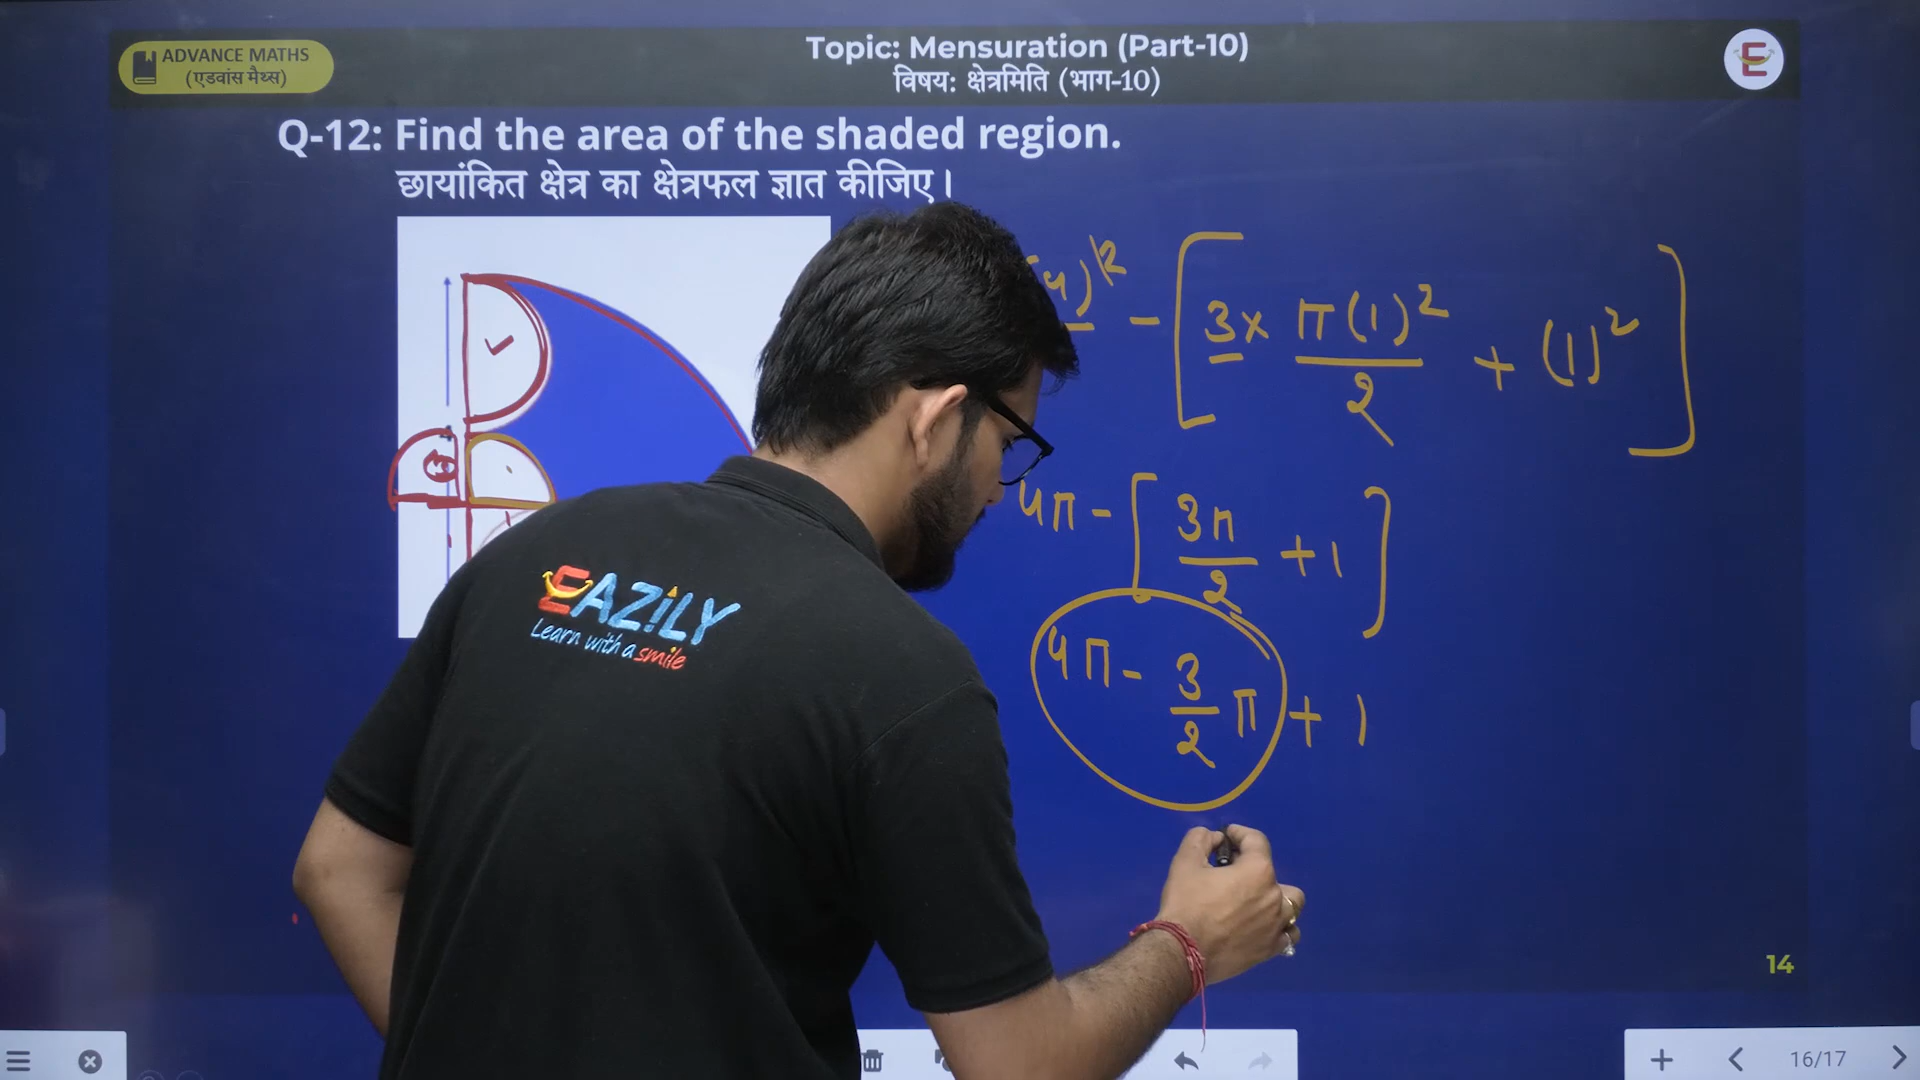 ADVANCE MATHS
(एडवांस मैथ्स)
Topic: Mensuration (Part-10)
विषय: क्षेत्रमिति (भाग-10)
E
Q-12: Find the area of the shaded region.
छायांकित क्षेत्र का क्षेत्रफल ज्ञात कीजिए।
4)² - [3 × π(1)²/2 + (1)²]
4π - [3π/2 + 1]
4π - 3/2 π + 1
EAZILY
Learn with a smile
14
16/17